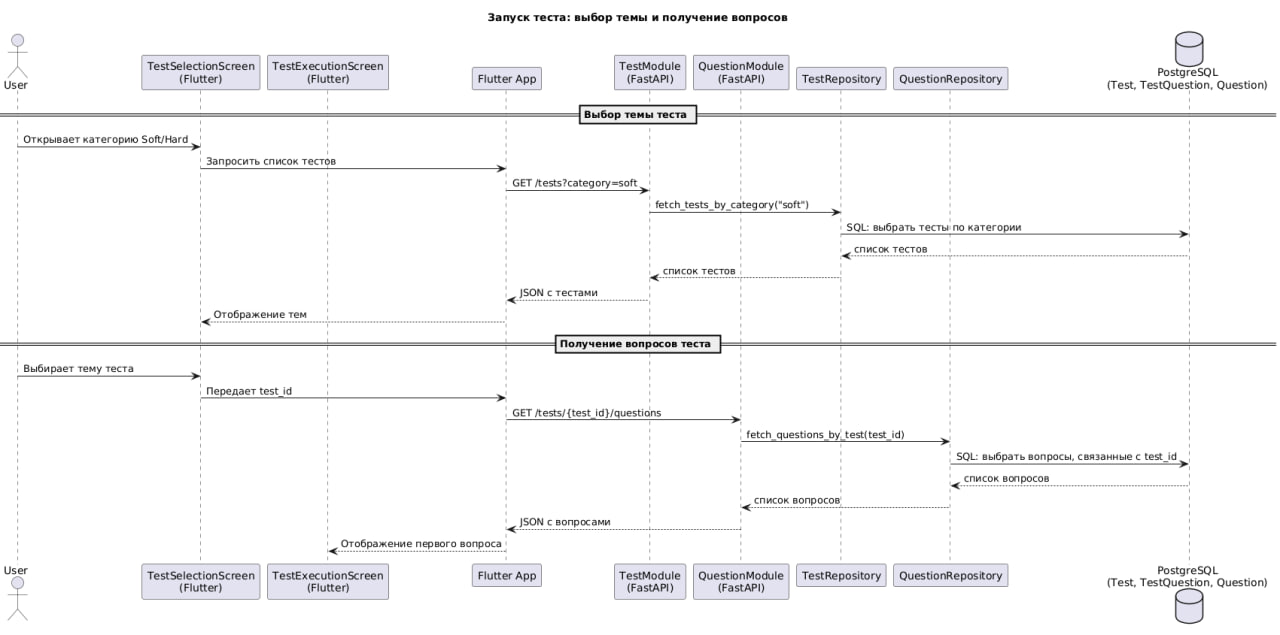 Запуск теста: выбор темы и получение вопросов
User
TestSelectionScreen
(Flutter)
TestExecutionScreen
(Flutter)
Flutter App
TestModule
(FastAPI)
QuestionModule
(FastAPI)
TestRepository
QuestionRepository
PostgreSQL
(Test, TestQuestion, Question)
Выбор темы теста
Открывает категорию Soft/Hard
Запросить список тестов
GET /tests?category=soft
fetch_tests_by_category("soft")
SQL: выбрать тесты по категории
список тестов
список тестов
JSON с тестами
Отображение тем
Получение вопросов теста
Выбирает тему теста
Передает test_id
GET /tests/{test_id}/questions
fetch_questions_by_test(test_id)
SQL: выбрать вопросы, связанные с test_id
список вопросов
список вопросов
JSON с вопросами
Отображение первого вопроса
User
TestSelectionScreen
(Flutter)
TestExecutionScreen
(Flutter)
Flutter App
TestModule
(FastAPI)
QuestionModule
(FastAPI)
TestRepository
QuestionRepository
PostgreSQL
(Test, TestQuestion, Question)